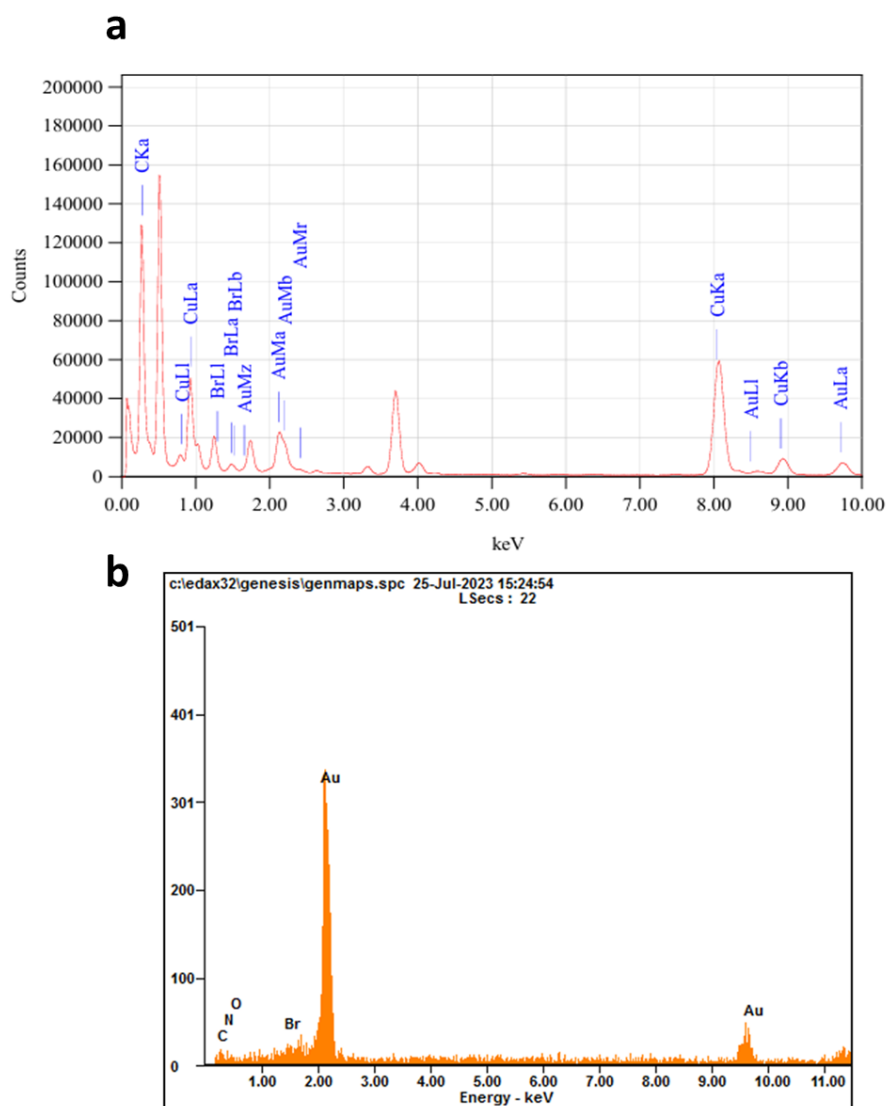 a
200000
180000
160000
140000
120000
100000
80000
60000
40000
20000
0
Counts
CKa
CuLl
CuLa
BrLl
BrLa
BrLb
AuMz
AuMa
AuMb
AuMr
CuKa
AuLl
CuKb
AuLa
0.00 1.00 2.00 3.00 4.00 5.00 6.00 7.00 8.00 9.00 10.00
keV
b
c:\edax32\genesis\genmaps.spc 25-Jul-2023 15:24:54
LSecs : 22
501
401
301
200
100
0
Au
O
N
C
Br
Au
1.00 2.00 3.00 4.00 5.00 6.00 7.00 8.00 9.00 10.00 11.00
Energy - keV